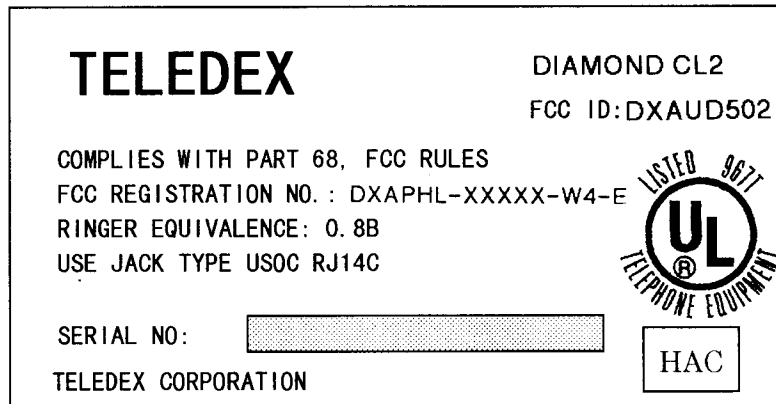 TELEDEX
DIAMOND CL2
FCC ID:DXAUD502
COMPLIES WITH PART 68, FCC RULES
FCC REGISTRATION NO.: DXAPHL-XXXXX-W4-E
RINGER EQUIVALENCE: 0.8B
USE JACK TYPE USOC RJ14C
LISTED 967T
UL
®
TELEPHONE EQUIPMENT
SERIAL NO:
HAC
TELEDEX CORPORATION